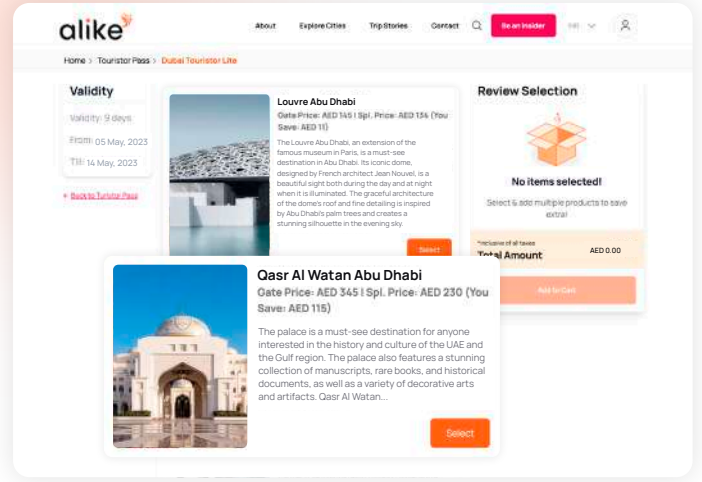 alike
About Explore Cities Trip Stories Contact Be an Insider INR
Home > Touristor Pass > Dubai Touristor Lite
Validity
Validity: 9 days
From: 05 May, 2023
Till: 14 May, 2023
Back to Turistor Pass
Louvre Abu Dhabi
Gate Price: AED 145 | Spl. Price: AED 134 (You
Save: AED 11)
The Louvre Abu Dhabi, an extension of the
famous museum in Paris, is a must-see
destination in Abu Dhabi. Its iconic dome,
designed by French architect Jean Nouvel, is a
beautiful sight both during the day and at night
when it is illuminated. The graceful architecture
of the dome's roof and fine detailing is inspired
by Abu Dhabi's palm trees and creates a
stunning silhouette in the evening sky.
Select
Review Selection
No items selected!
Select & add multiple products to save
extra!
*Inclusive of all taxes
Total Amount AED 0.00
Add to Cart
Qasr Al Watan Abu Dhabi
Gate Price: AED 345 | Spl. Price: AED 230 (You
Save: AED 115)
The palace is a must-see destination for anyone
interested in the history and culture of the UAE and
the Gulf region. The palace also features a stunning
collection of manuscripts, rare books, and historical
documents, as well as a variety of decorative arts
and artifacts. Qasr Al Watan...
Select